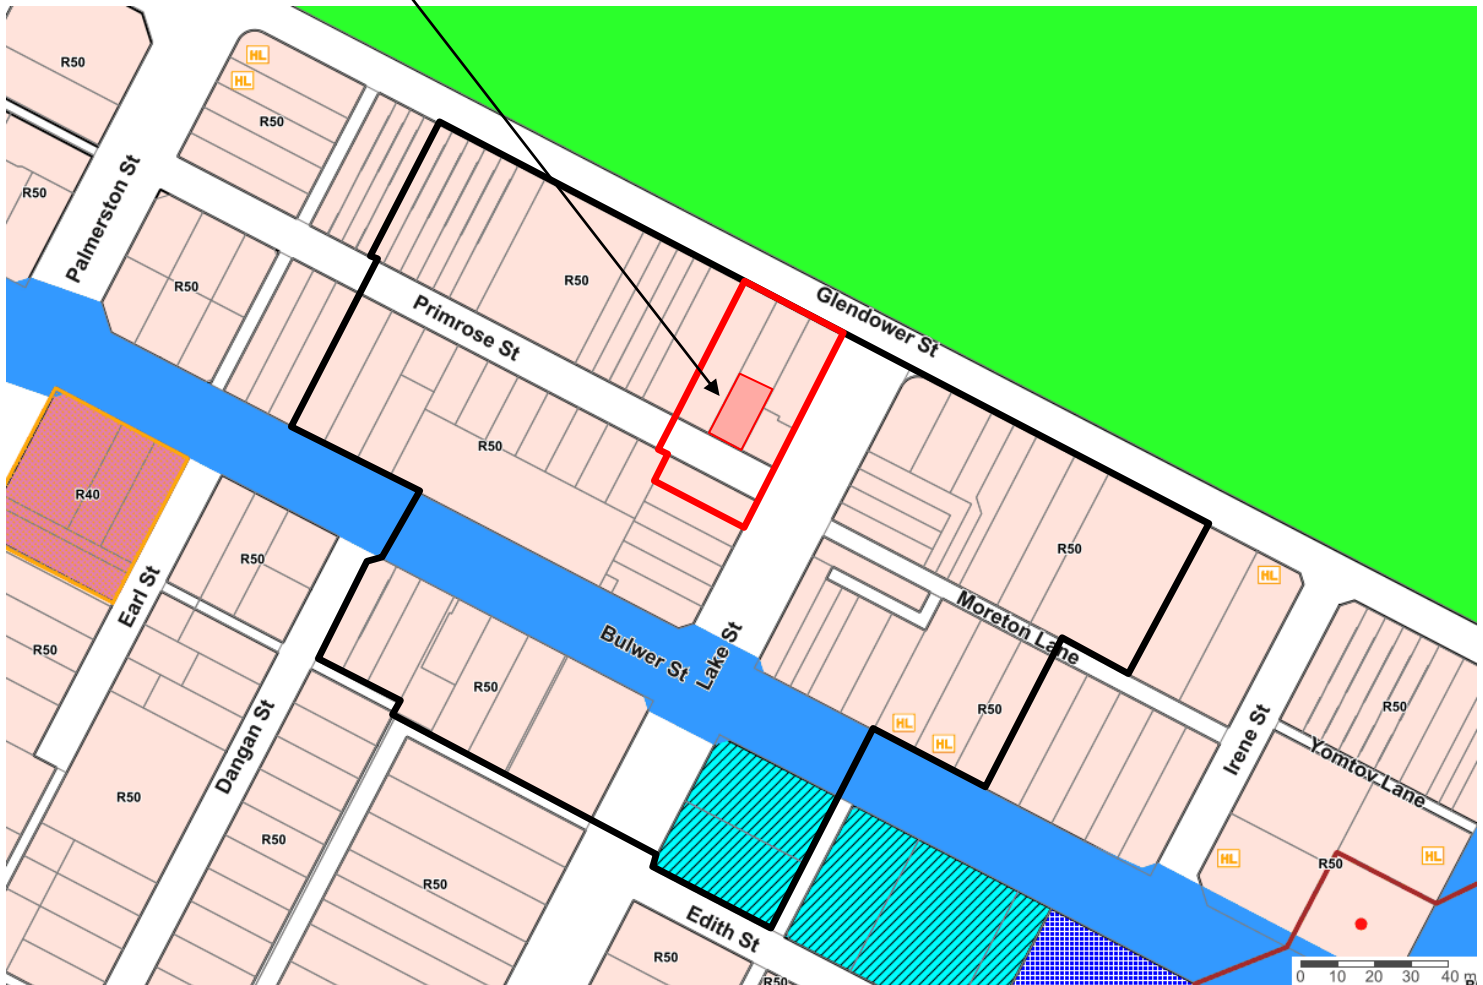 R50
HL
HL
R50
R50
Palmerston St
R50
R50
Glendower St
Primrose St
R50
R40
R50
R50
HL
Earl St
Moreton Lane
R50
Bulwer St
Lake St
R50
R50
HL
HL
R50
Dangan St
Irene St
Yomtov Lane
R50
R50
R50
HL
R50
HL
R50
Edith St
R50
R50
0 10 20 30 40 m